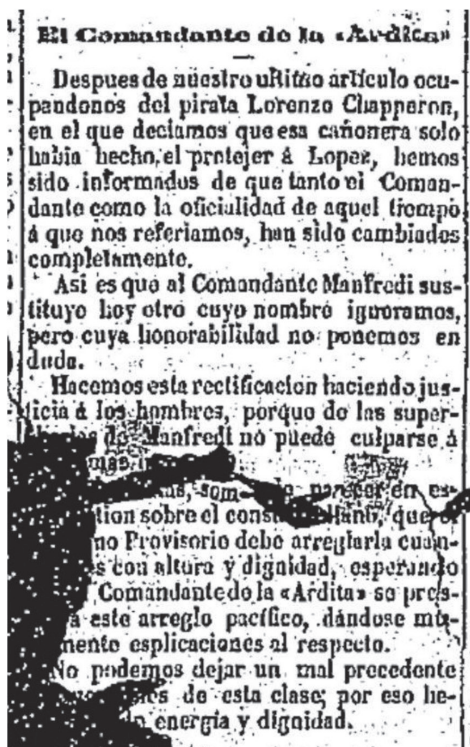 El Comandante de la «Ardita»
Despues de nuestro ultimo artículo ocu-
pandonos del pirata Lorenzo Chapperon,
en el que deciamos que esa cañonera solo
habia hecho el protejer á Lopez, hemos
sido informados de que tanto el Coman-
dante como la oficialidad de aquel tiempo
á que nos referiamos, han sido cambiados
completamente.
Asi es que al Comandante Manfredi sus-
tituye hoy otro cuyo nombre ignoramos,
pero cuya honorabilidad no ponemos en
duda.
Hacemos esta rectificacion haciendo jus-
ticia á los hombres, porque de las
de Manfredi no puede culparse á
parecer en es-
tion sobre el
no Provisorio debe arreglarla
con altura y dignidad, esperando
Comandante de la «Ardita» se pres-
a este arreglo pacífico, dándose mú-
mente esplicaciones al respecto.
No podemos dejar un mal precedente
de esta clase; por eso he-
energía y dignidad.